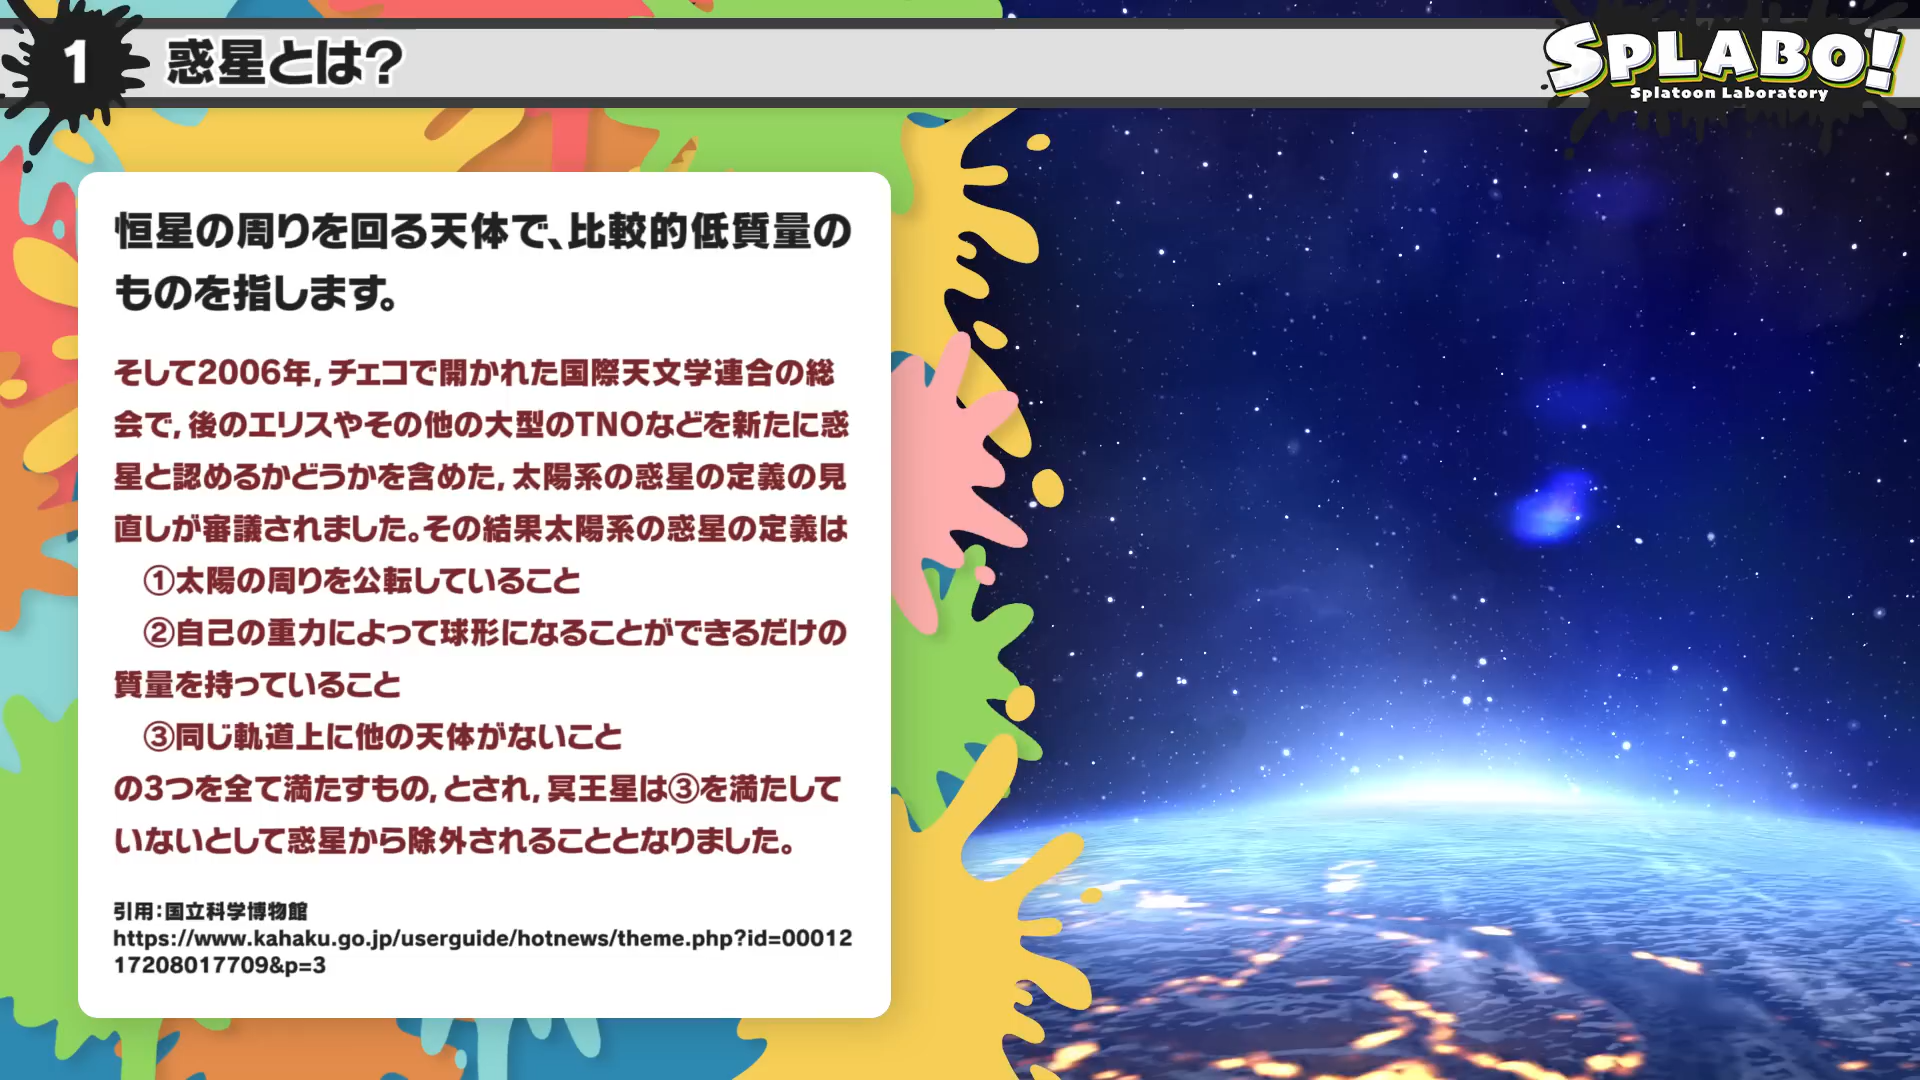 1 惑星とは?
SPLABO!
Splatoon Laboratory
恒星の周りを回る天体で、比較的低質量の
ものを指します。
そして2006年,チェコで開かれた国際天文学連合の総
会で,後のエリスやその他の大型のTNOなどを新たに惑
星と認めるかどうかを含めた,太陽系の惑星の定義の見
直しが審議されました。その結果太陽系の惑星の定義は
①太陽の周りを公転していること
②自己の重力によって球形になることができるだけの
質量を持っていること
③同じ軌道上に他の天体がないこと
の3つを全て満たすもの,とされ,冥王星は③を満たして
いないとして惑星から除外されることとなりました。
引用:国立科学博物館
https://www.kahaku.go.jp/userguide/hotnews/theme.php?id=00012
17208017709&p=3